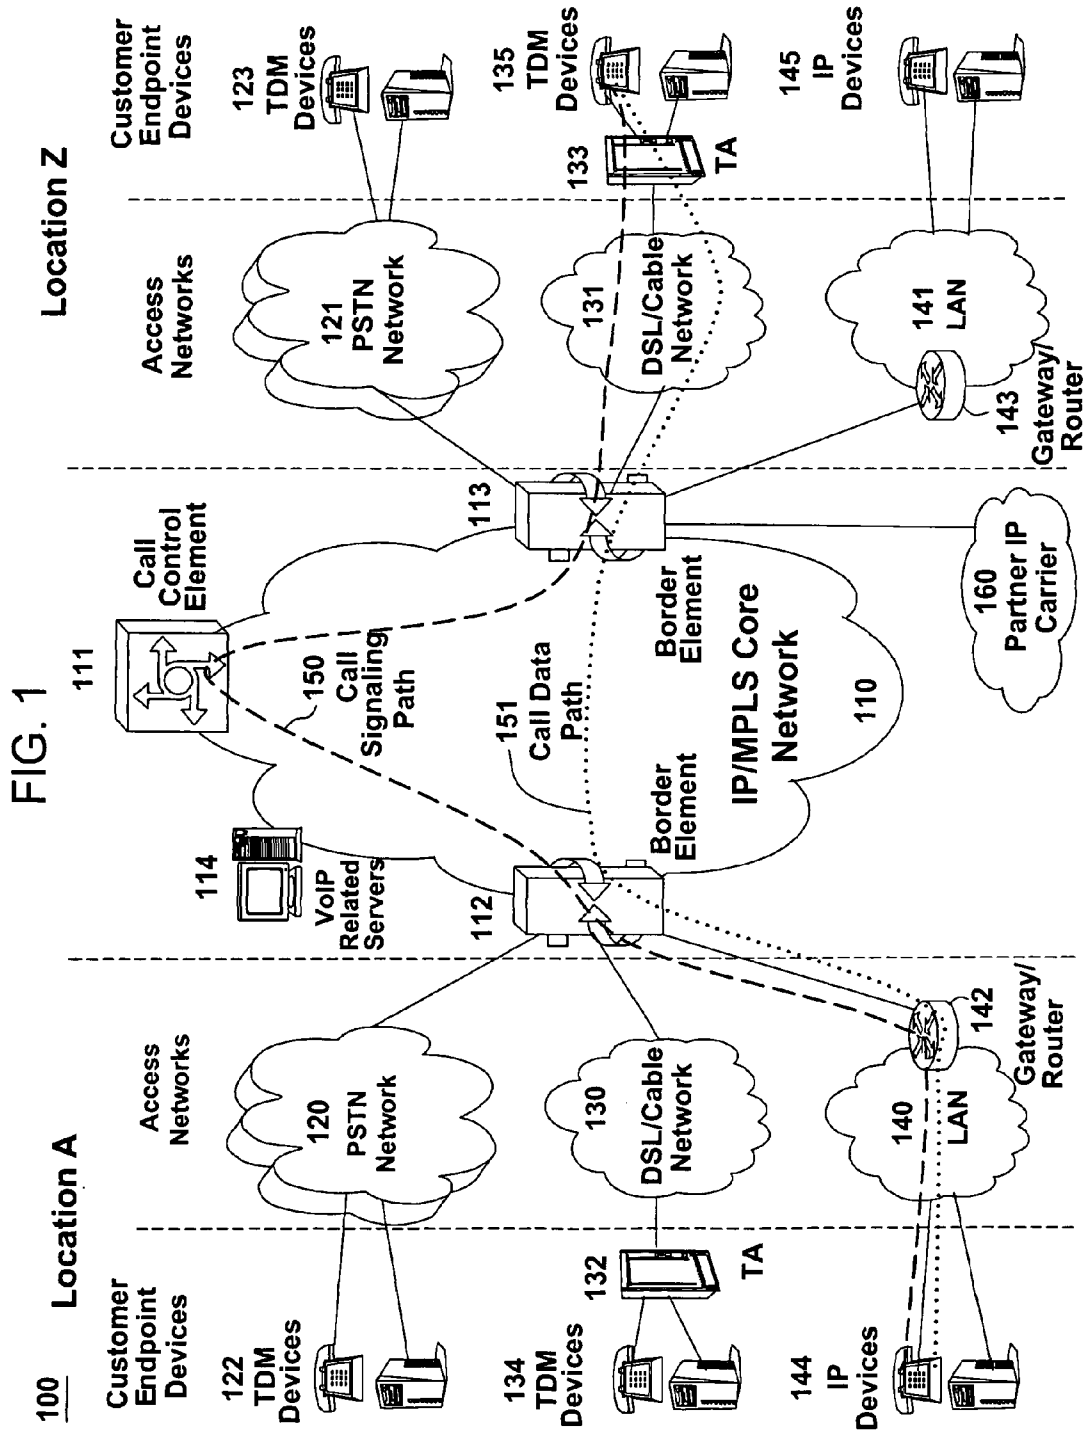 FIG. 1
100
Location A
Location Z
Customer
Endpoint
Devices
Access
Networks
Access
Networks
Customer
Endpoint
Devices
111
Call
Control
Element
114
VoIP
Related
Servers
122
TDM
Devices
120
PSTN
Network
121
PSTN
Network
123
TDM
Devices
150
Call
Signaling
Path
112
113
151
Call Data
Path
134
TDM
Devices
132
TA
130
DSL/Cable
Network
Border
Element
Border
Element
131
DSL/Cable
Network
133
TA
135
TDM
Devices
IP/MPLS Core
Network
110
144
IP
Devices
140
LAN
142
Gateway/
Router
160
Partner IP
Carrier
141
LAN
143
Gateway/
Router
145
IP
Devices